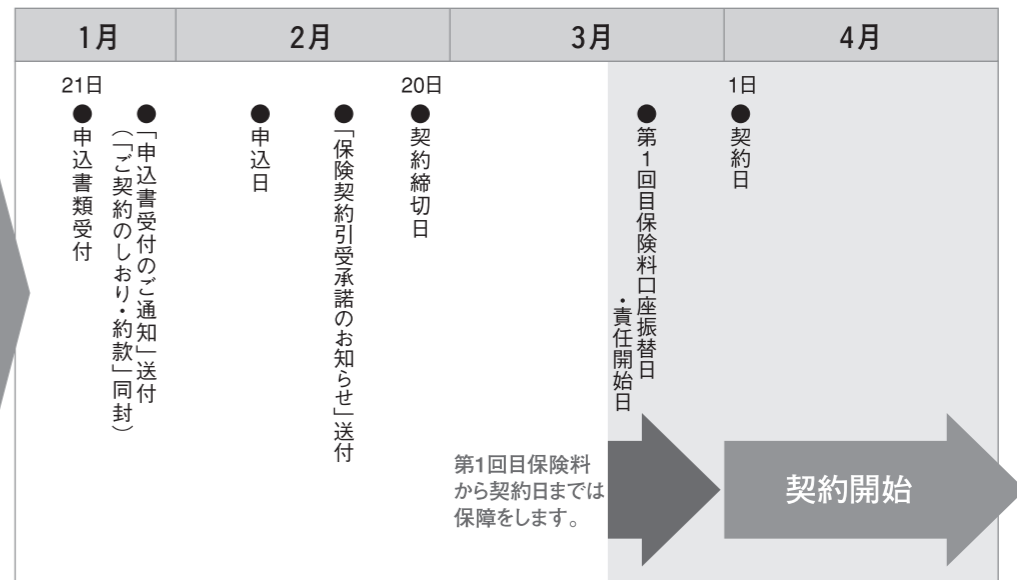 1月
2月
3月
4月
21日
●申込書類受付
●「申込書受付のご通知」送付
（「ご契約のしおり・約款」同封）
●申込日
●「保険契約引受承諾のお知らせ」送付
20日
●契約締切日
●第1回目保険料口座振替日
・責任開始日
1日
●契約日
第1回目保険料
から契約日までは
保障をします。
契約開始